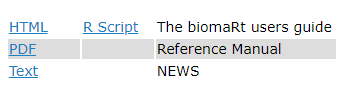 HTML R Script The biomaRt users guide
PDF Reference Manual
Text NEWS